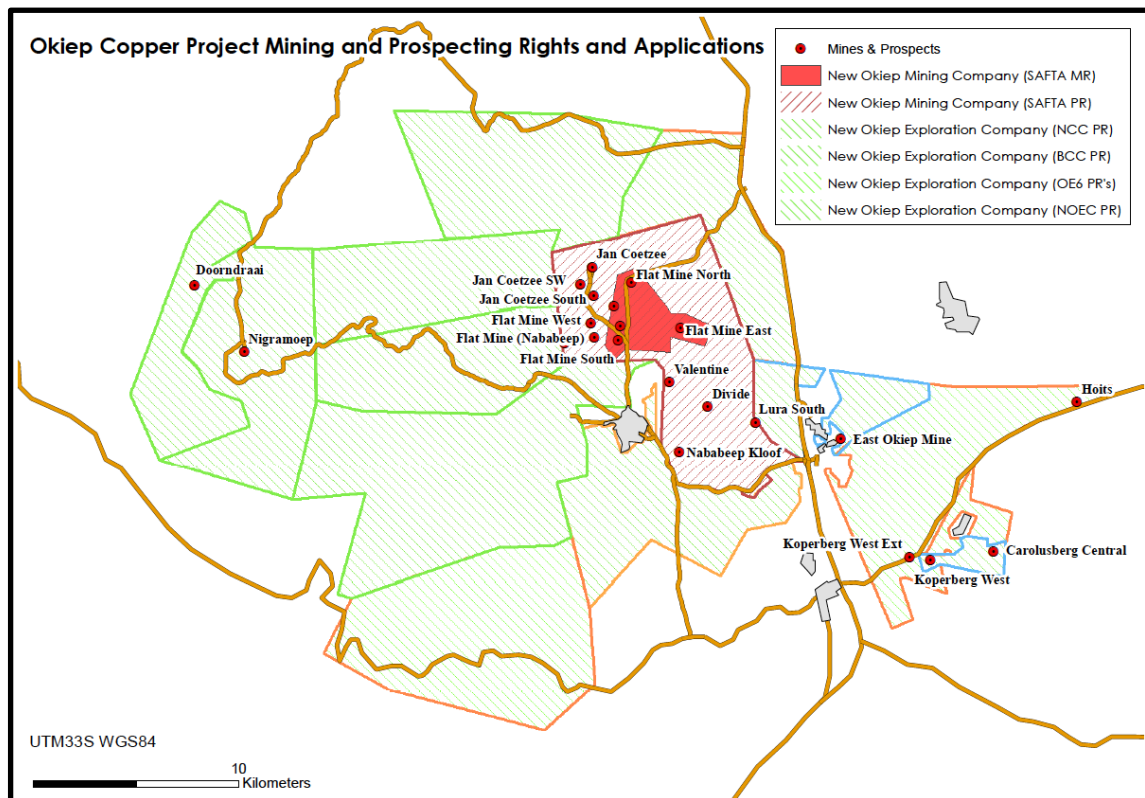 Okiep Copper Project Mining and Prospecting Rights and Applications
Mines & Prospects
New Okiep Mining Company (SAFTA MR)
New Okiep Mining Company (SAFTA PR)
New Okiep Exploration Company (NCC PR)
New Okiep Exploration Company (BCC PR)
New Okiep Exploration Company (OE6 PR's)
New Okiep Exploration Company (NOEC PR)
Jan Coetzee
Doorndraai
Jan Coetzee SW
Flat Mine North
Jan Coetzee South
Flat Mine West
Flat Mine East
Flat Mine (Nababeep)
Nigramoep
Flat Mine South
Valentine
Hoits
Divide
Lura South
East Okiep Mine
Nababeep Kloof
Koperberg West Ext
Carolusberg Central
Koperberg West
UTM33S WGS84
10
Kilometers